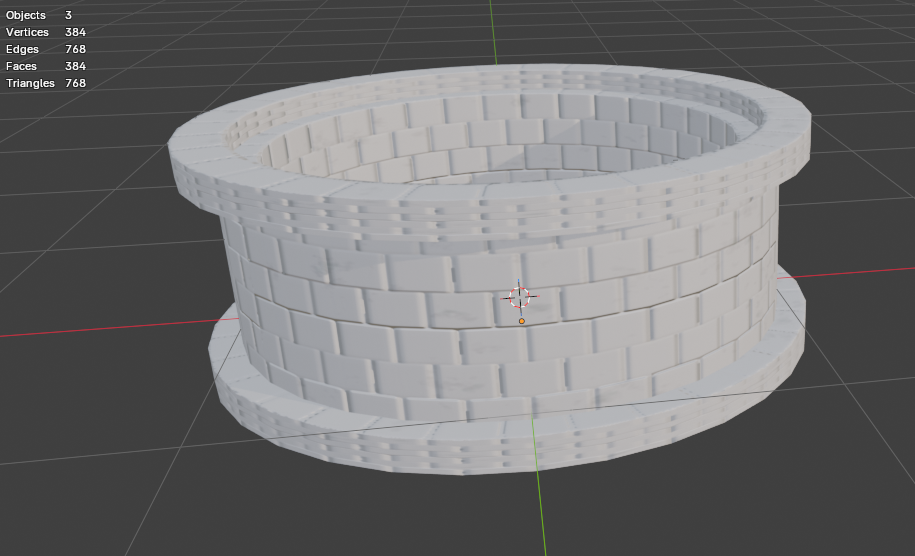 Objects 3
Vertices 384
Edges 768
Faces 384
Triangles 768